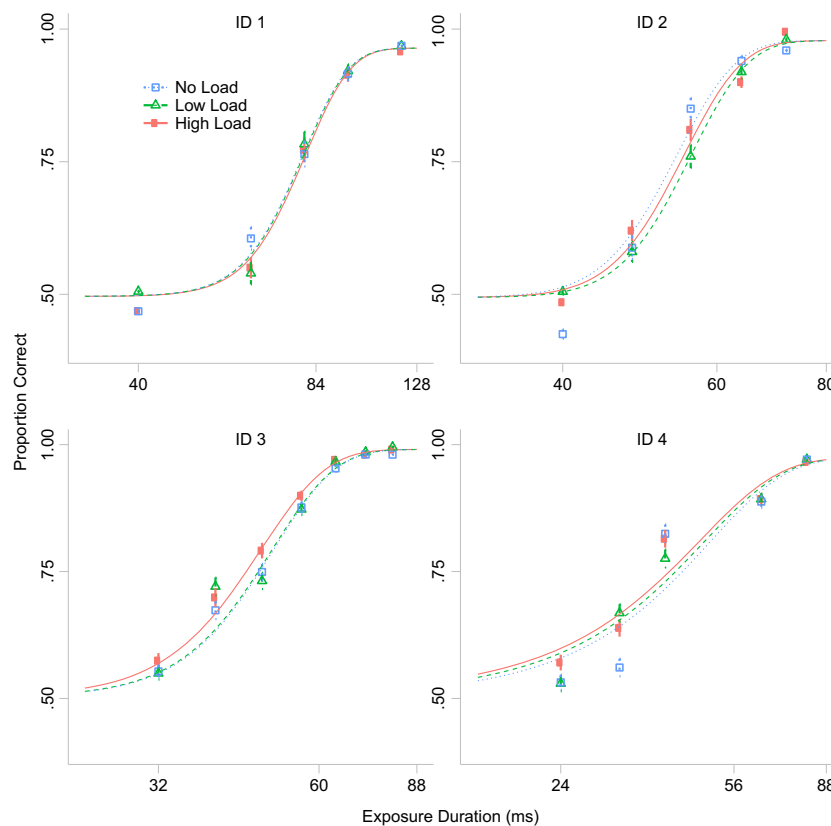 ID 1
ID 2
1.00
.75
.50
No Load
Low Load
High Load
40
84
128
1.00
.75
.50
40
60
80
Proportion Correct
ID 3
ID 4
1.00
.75
.50
32
60
88
1.00
.75
.50
24
56
88
Exposure Duration (ms)